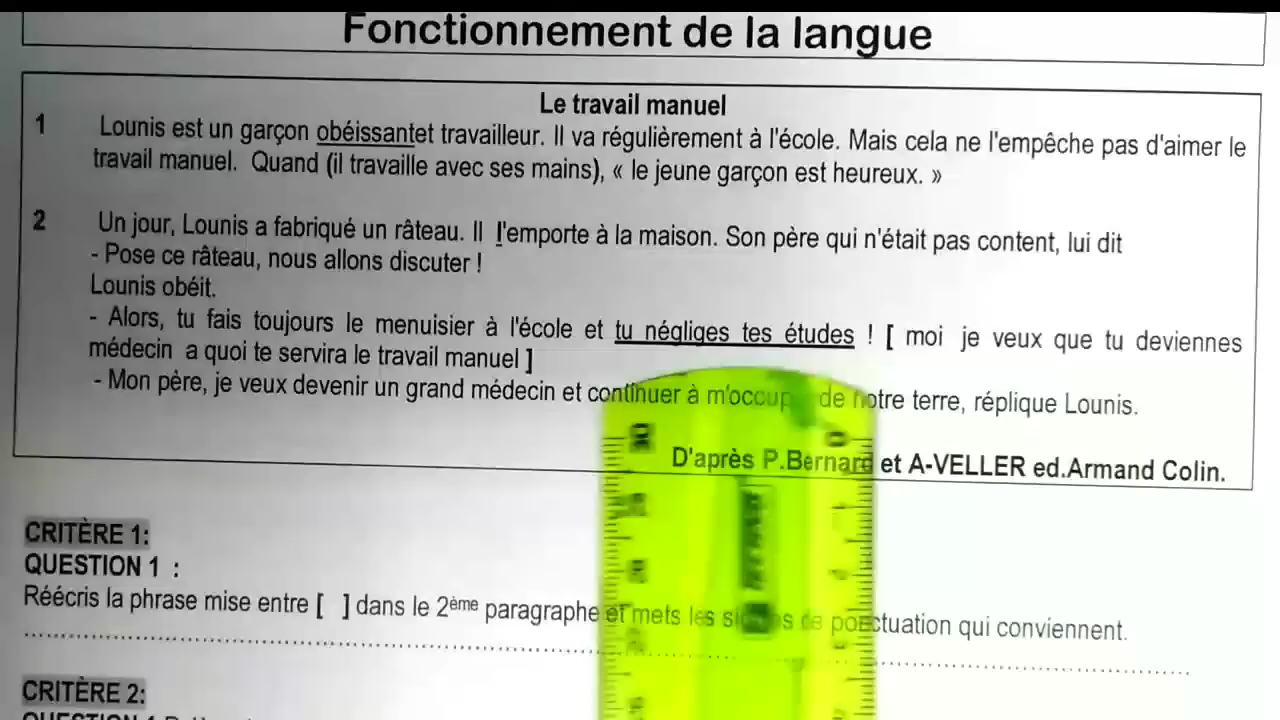 Fonctionnement de la langue
Le travail manuel
1 Lounis est un garçon obéissantet travailleur. Il va régulièrement à l'école. Mais cela ne l'empêche pas d'aimer le
travail manuel. Quand (il travaille avec ses mains), « le jeune garçon est heureux. »
2 Un jour, Lounis a fabriqué un râteau. Il l'emporte à la maison. Son père qui n'était pas content, lui dit
- Pose ce râteau, nous allons discuter !
Lounis obéit.
- Alors, tu fais toujours le menuisier à l'école et tu négliges tes études ! [ moi je veux que tu deviennes
médecin a quoi te servira le travail manuel ]
- Mon père, je veux devenir un grand médecin et continuer à m'occuper de notre terre, réplique Lounis.
D'après P.Bernard et A-VELLER ed.Armand Colin.
CRITÈRE 1:
QUESTION 1 :
Réécris la phrase mise entre [ ] dans le 2ème paragraphe et mets les signes de ponctuation qui conviennent.
CRITÈRE 2: